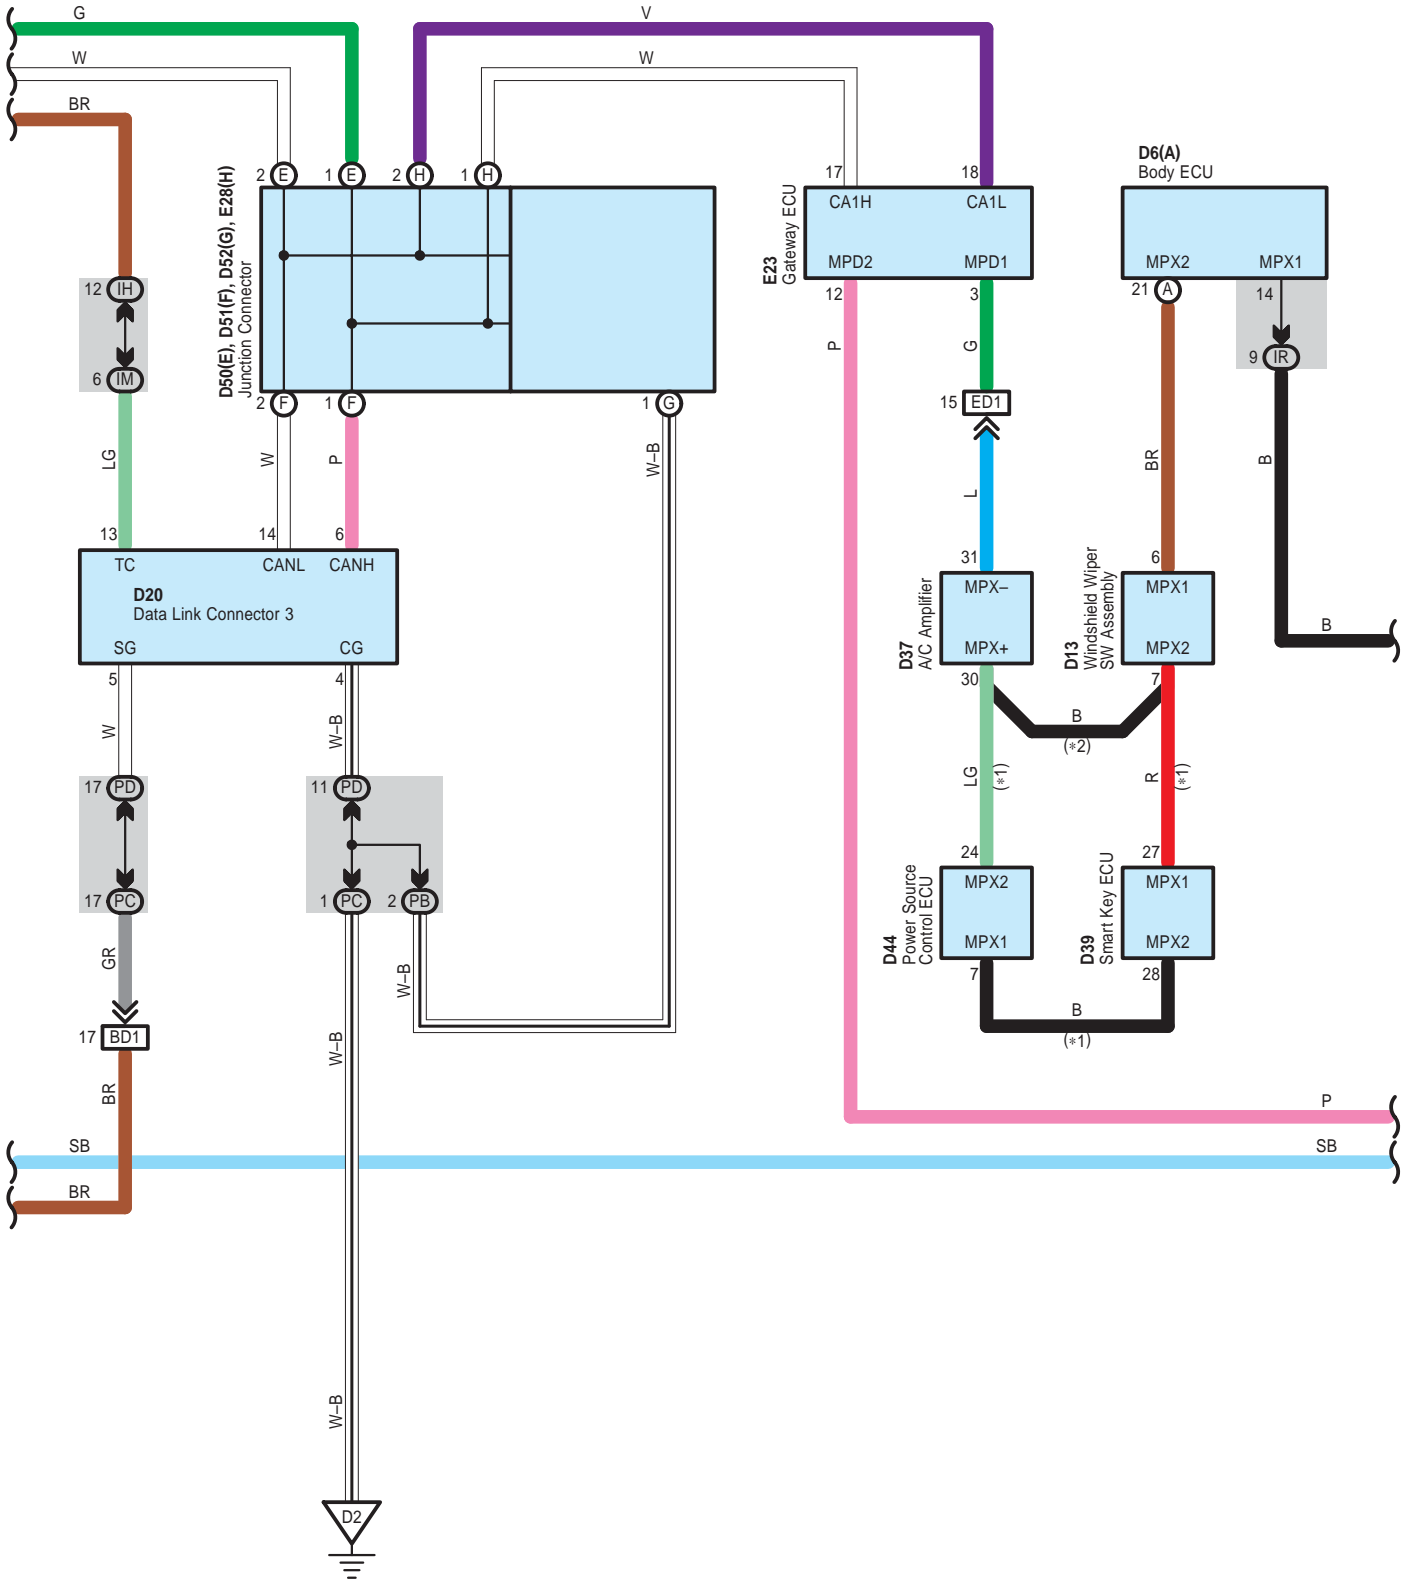 G
V
W
W
BR
D6(A)
Body ECU
2 E
1 E
2 H
1 H
17
18
D50(E), D51(F), D52(G), E28(H)
Junction Connector
E23
Gateway ECU
CA1H
CA1L
MPD2
MPD1
MPX2
MPX1
12 IH
12
3
21 A
14
P
G
9 IR
6 IM
2 F
1 F
1 G
15 ED1
LG
W
P
W–B
L
BR
B
13
14
6
31
6
TC
CANL
CANH
D20
Data Link Connector 3
SG
CG
D37
A/C Amplifier
MPX–
MPX+
D13
Windshield Wiper
SW Assembly
MPX1
MPX2
B
5
4
30
7
W
W–B
B
(*2)
LG
(*1)
R
(*1)
17 PD
11 PD
24
27
D44
Power Source
Control ECU
MPX2
MPX1
D39
Smart Key ECU
MPX1
MPX2
17 PC
1 PC
2 PB
GR
W–B
7
28
B
(*1)
17 BD1
W–B
BR
P
SB
SB
BR
W–B
D2